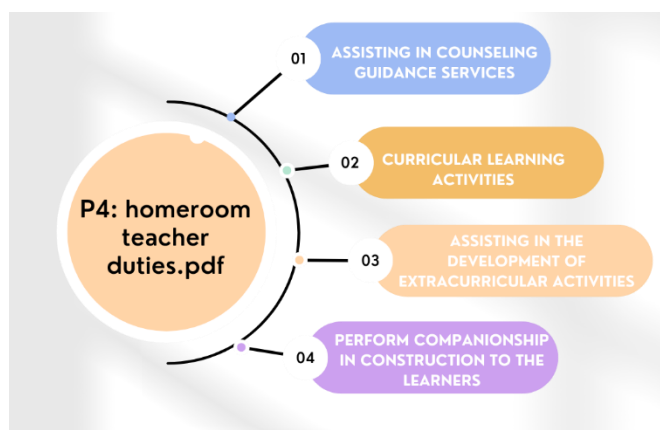 P4: homeroom
teacher
duties.pdf
01
ASSISTING IN COUNSELING
GUIDANCE SERVICES
02
CURRICULAR LEARNING
ACTIVITIES
03
ASSISTING IN THE
DEVELOPMENT OF
EXTRACURRICULAR ACTIVITIES
04
PERFORM COMPANIONSHIP
IN CONSTRUCTION TO THE
LEARNERS